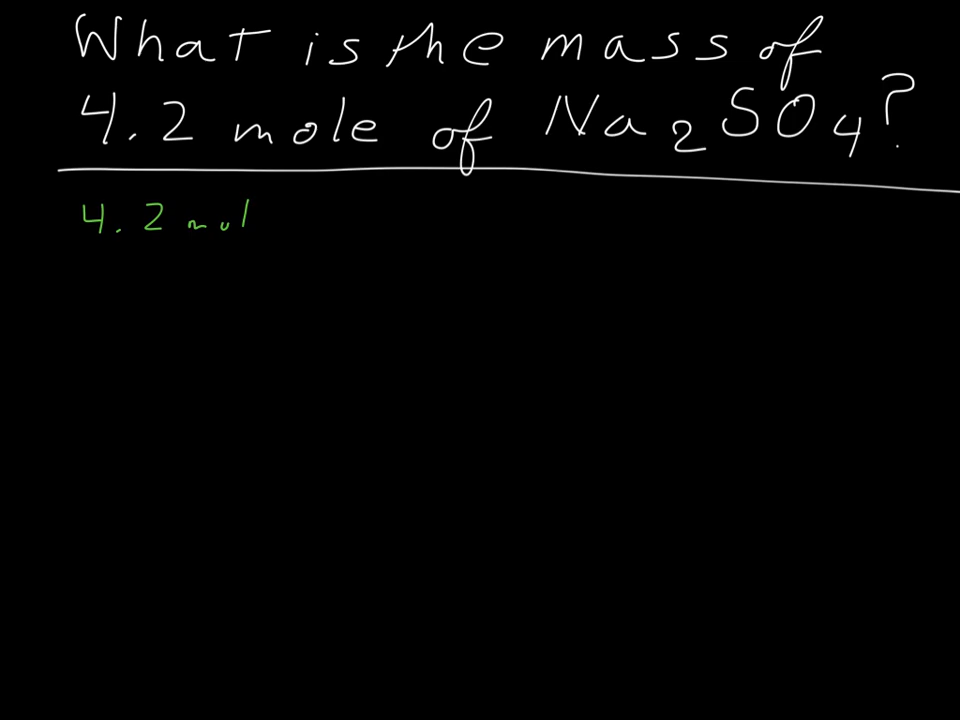 What is the mass of
4.2 mole of Na₂SO₄?
4.2 mol